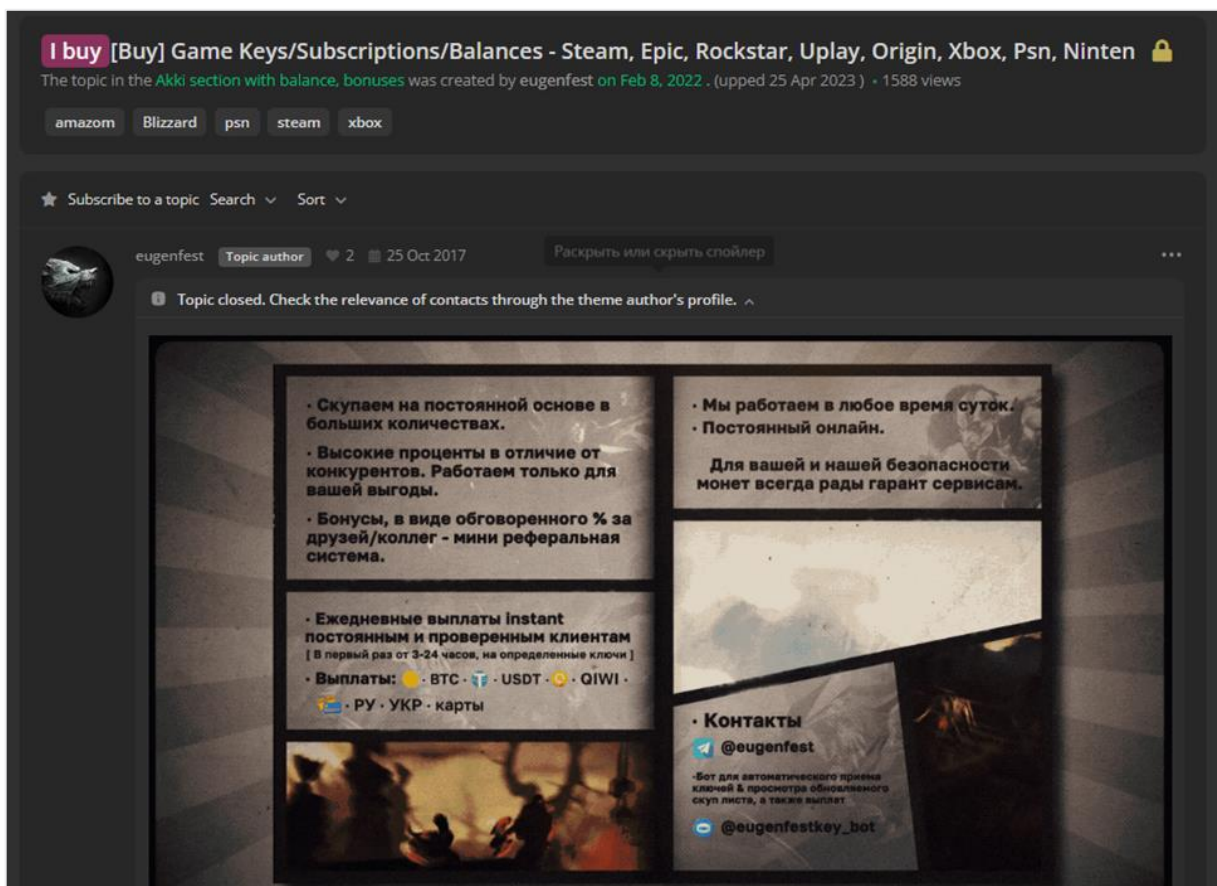 I buy [Buy] Game Keys/Subscriptions/Balances - Steam, Epic, Rockstar, Uplay, Origin, Xbox, Psn, Ninten
The topic in the Akki section with balance, bonuses was created by eugenfest on Feb 8, 2022 . (upped 25 Apr 2023 ) • 1588 views
amazom Blizzard psn steam xbox
Subscribe to a topic Search Sort
eugenfest Topic author 2 25 Oct 2017
Раскрыть или скрыть спойлер
Topic closed. Check the relevance of contacts through the theme author's profile.
· Скупаем на постоянной основе в
больших количествах.
· Высокие проценты в отличие от
конкурентов. Работаем только для
вашей выгоды.
· Бонусы, в виде обговоренного % за
друзей/коллег - мини реферальная
система.
· Ежедневные выплаты instant
постоянным и проверенным клиентам
[ В первый раз от 3-24 часов, на определенные ключи ]
· Выплаты: · BTC · · USDT · · QIWI ·
· РУ · УКР · карты
· Мы работаем в любое время суток.
· Постоянный онлайн.
Для вашей и нашей безопасности
монет всегда рады гарант сервисам.
· Контакты
@eugenfest
·Бот для автоматического приема
ключей & просмотра обновляемого
скуп листа, а также выплат
@eugenfestkey_bot